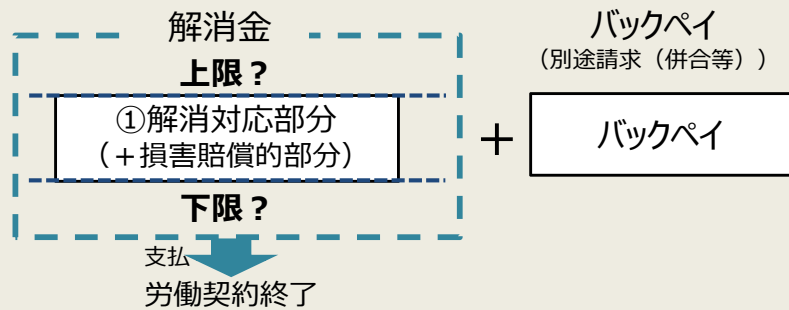 解消金
上限？
①解消対応部分
（＋損害賠償的部分）
下限？
支払
労働契約終了
＋
バックペイ
（別途請求（併合等））
バックペイ